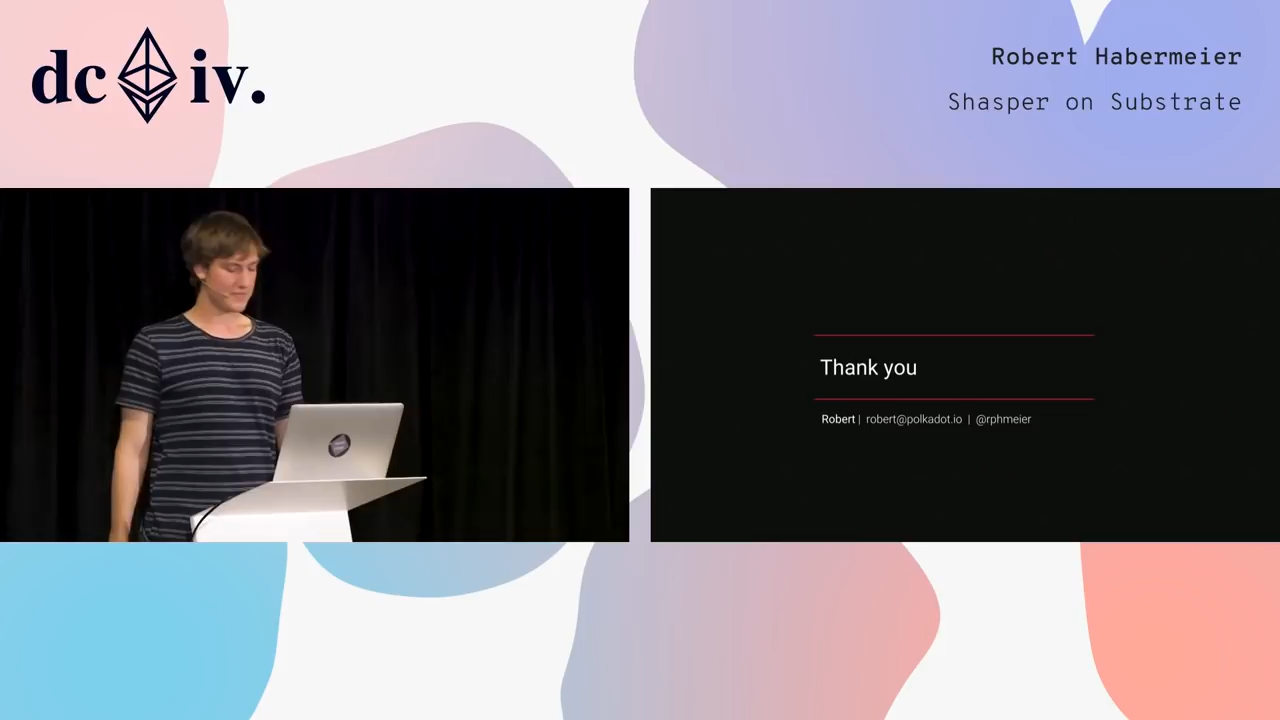 dc iv.
Robert Habermeier
Shasper on Substrate
Thank you
Robert | robert@polkadot.io | @rphmeier